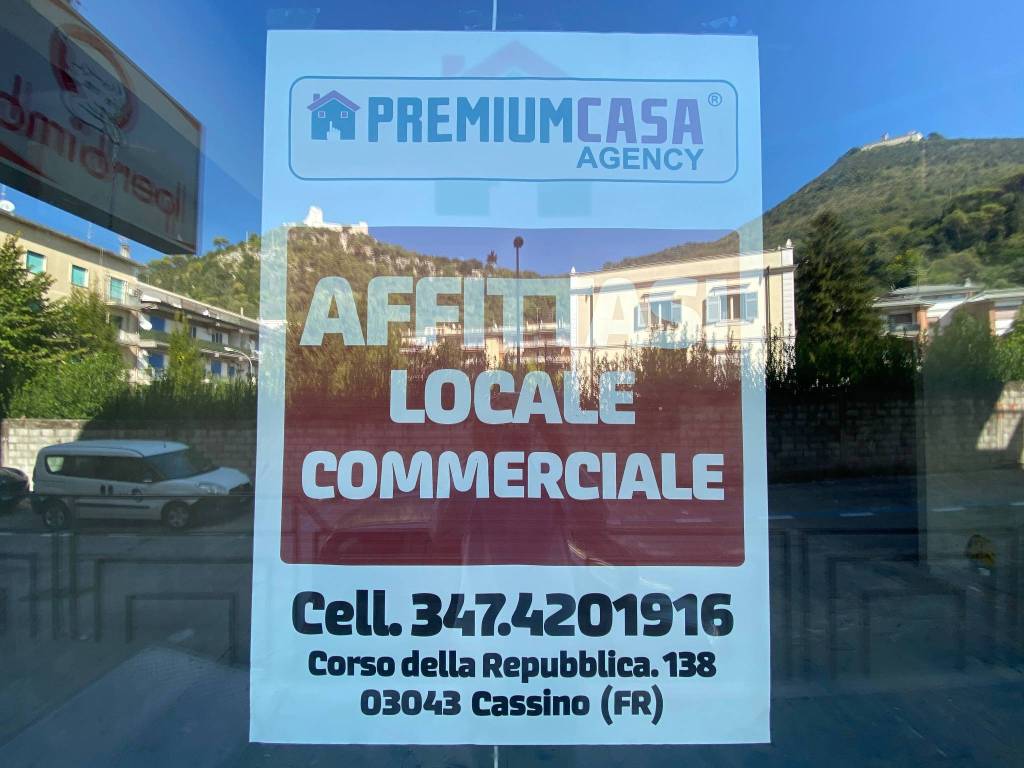 PREMIUMCASA®
AGENCY
AFFITTASI
LOCALE
COMMERCIALE
Cell. 347.4201916
Corso della Repubblica. 138
03043 Cassino (FR)